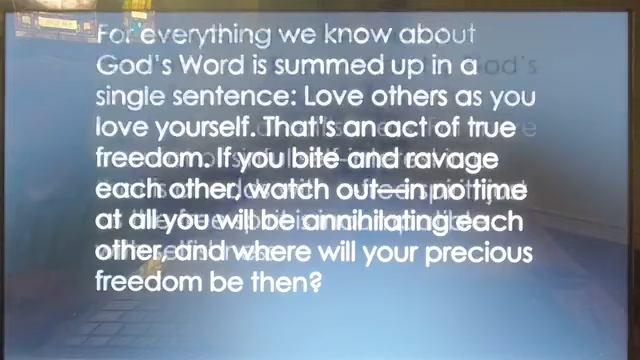 For everything we know about
God's Word is summed up in a
single sentence: Love others as you
love yourself. That's an act of true
freedom. If you bite and ravage
each other, watch out—in no time
at all you will be annihilating each
other, and where will your precious
freedom be then?